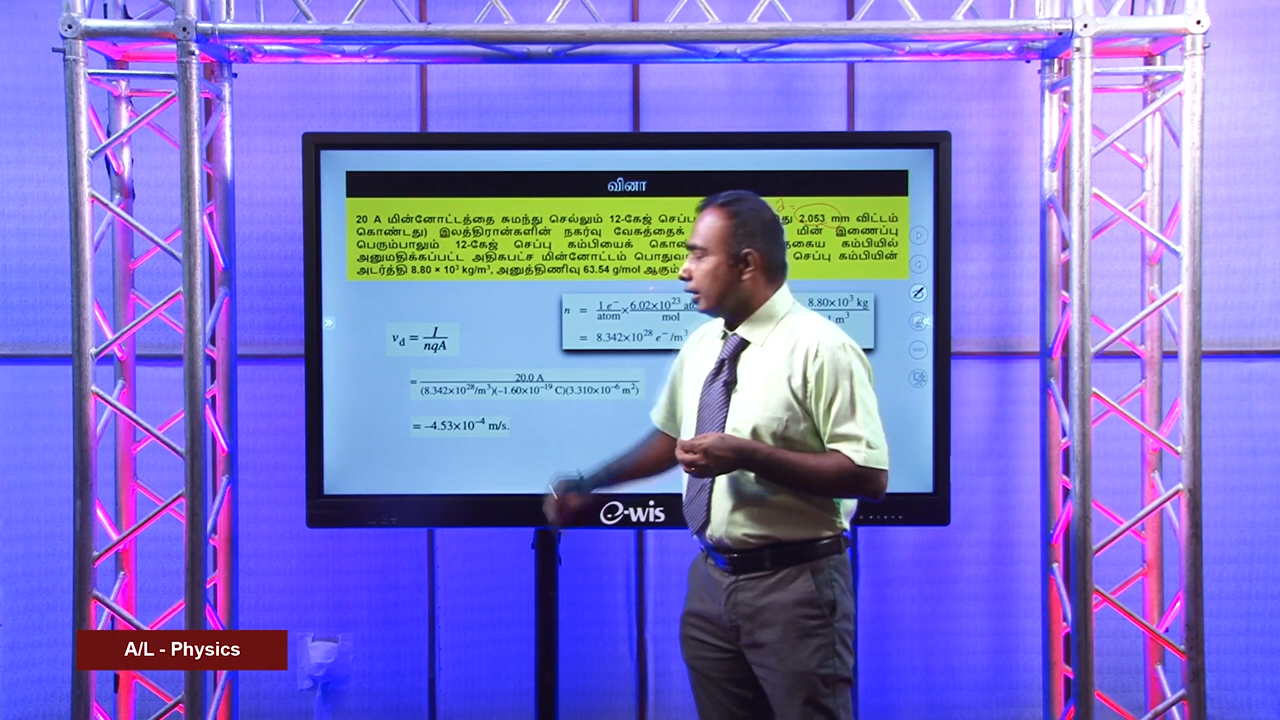 வினா
20 A மின்னோட்டத்தை சுமந்து செல்லும் 12-கேஜ் 2.053 mm விட்டம்
கொண்டது) இலத்திரான்களின் நகர்வு வேகத்தைக் மின் இணைப்பு
பெரும்பாலும் 12-கேஜ் செப்பு கம்பியைக் கம்பியில்
அனுமதிக்கப்பட்ட அதிகபட்ச மின்னோட்டம் செப்பு கம்பியின்
அடர்த்தி 8.80 × 10³ kg/m³, அனுத்திணிவு 63.54 g/mol ஆகும்
n = 1 e⁻/atom × 6.02×10²³ /mol 8.80×10³ kg/ m³
= 8.342×10²⁸ e⁻/m³
v_d = I/nqA
= 20.0 A/(8.342×10²⁸/m³)(−1.60×10⁻¹⁹ C)(3.310×10⁻⁶ m²)
= −4.53×10⁻⁴ m/s.
e-wis
A/L - Physics